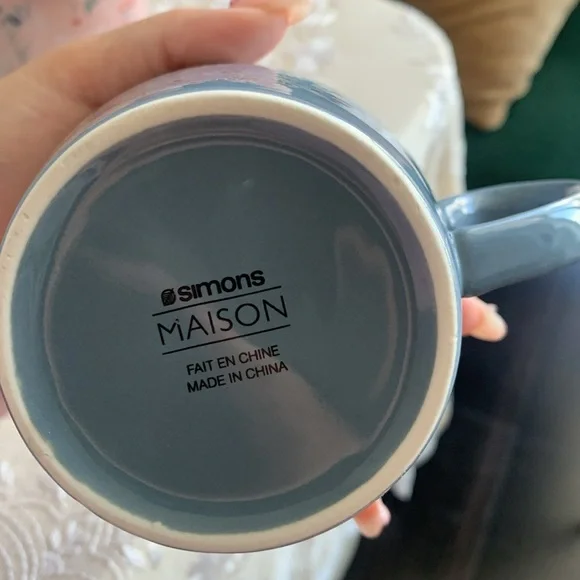 simons
MAISON
FAIT EN CHINE
MADE IN CHINA